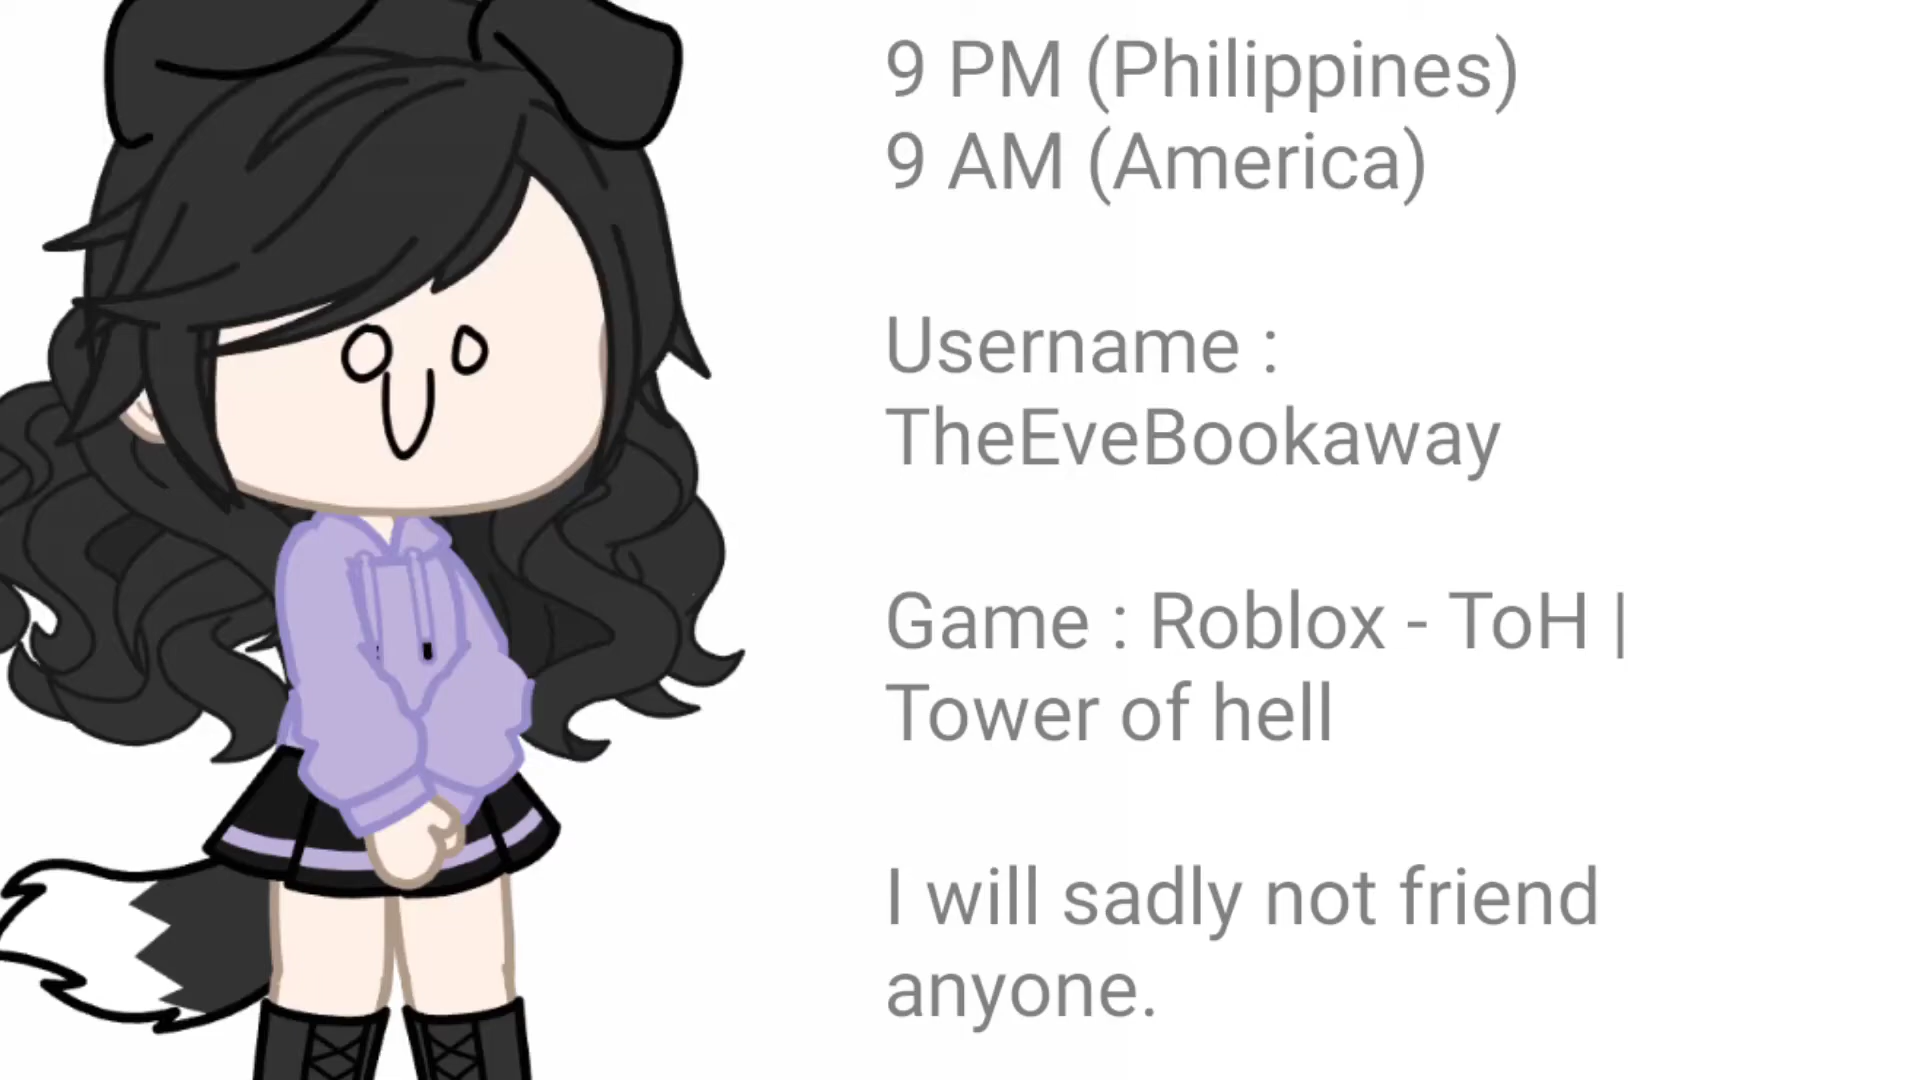 9 PM (Philippines)
9 AM (America)
Username :
TheEveBookaway
Game : Roblox - ToH |
Tower of hell
I will sadly not friend
anyone.